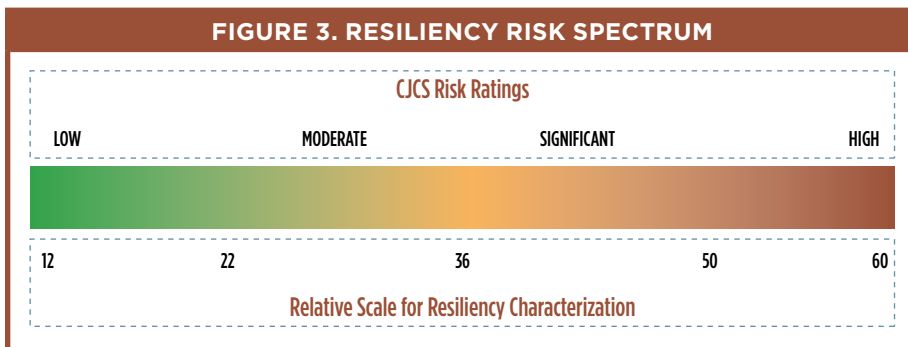 FIGURE 3. RESILIENCY RISK SPECTRUM
CJCS Risk Ratings
LOW MODERATE SIGNIFICANT HIGH
12 22 36 50 60
Relative Scale for Resiliency Characterization